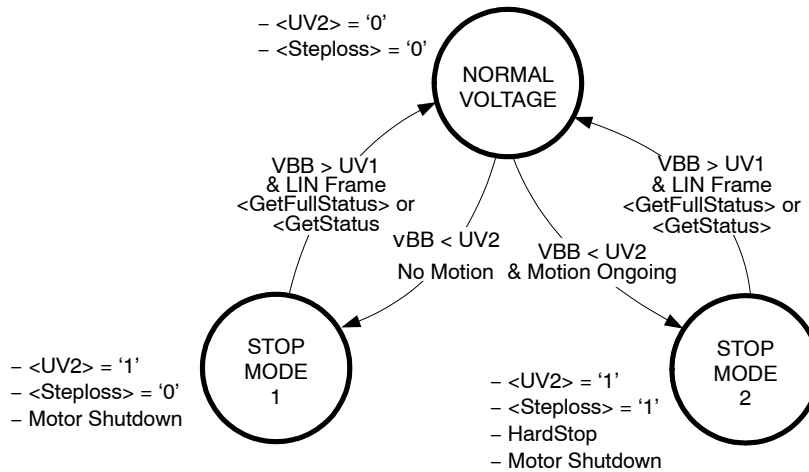 – <UV2> = ‘0’
– <Steploss> = ‘0’
NORMAL
VOLTAGE
VBB > UV1
& LIN Frame
<GetFullStatus> or
<GetStatus
VBB > UV1
& LIN Frame
<GetFullStatus> or
<GetStatus>
vBB < UV2
No Motion
VBB < UV2
& Motion Ongoing
STOP
MODE
1
– <UV2> = ‘1’
– <Steploss> = ‘0’
– Motor Shutdown
STOP
MODE
2
– <UV2> = ‘1’
– <Steploss> = ‘1’
– HardStop
– Motor Shutdown